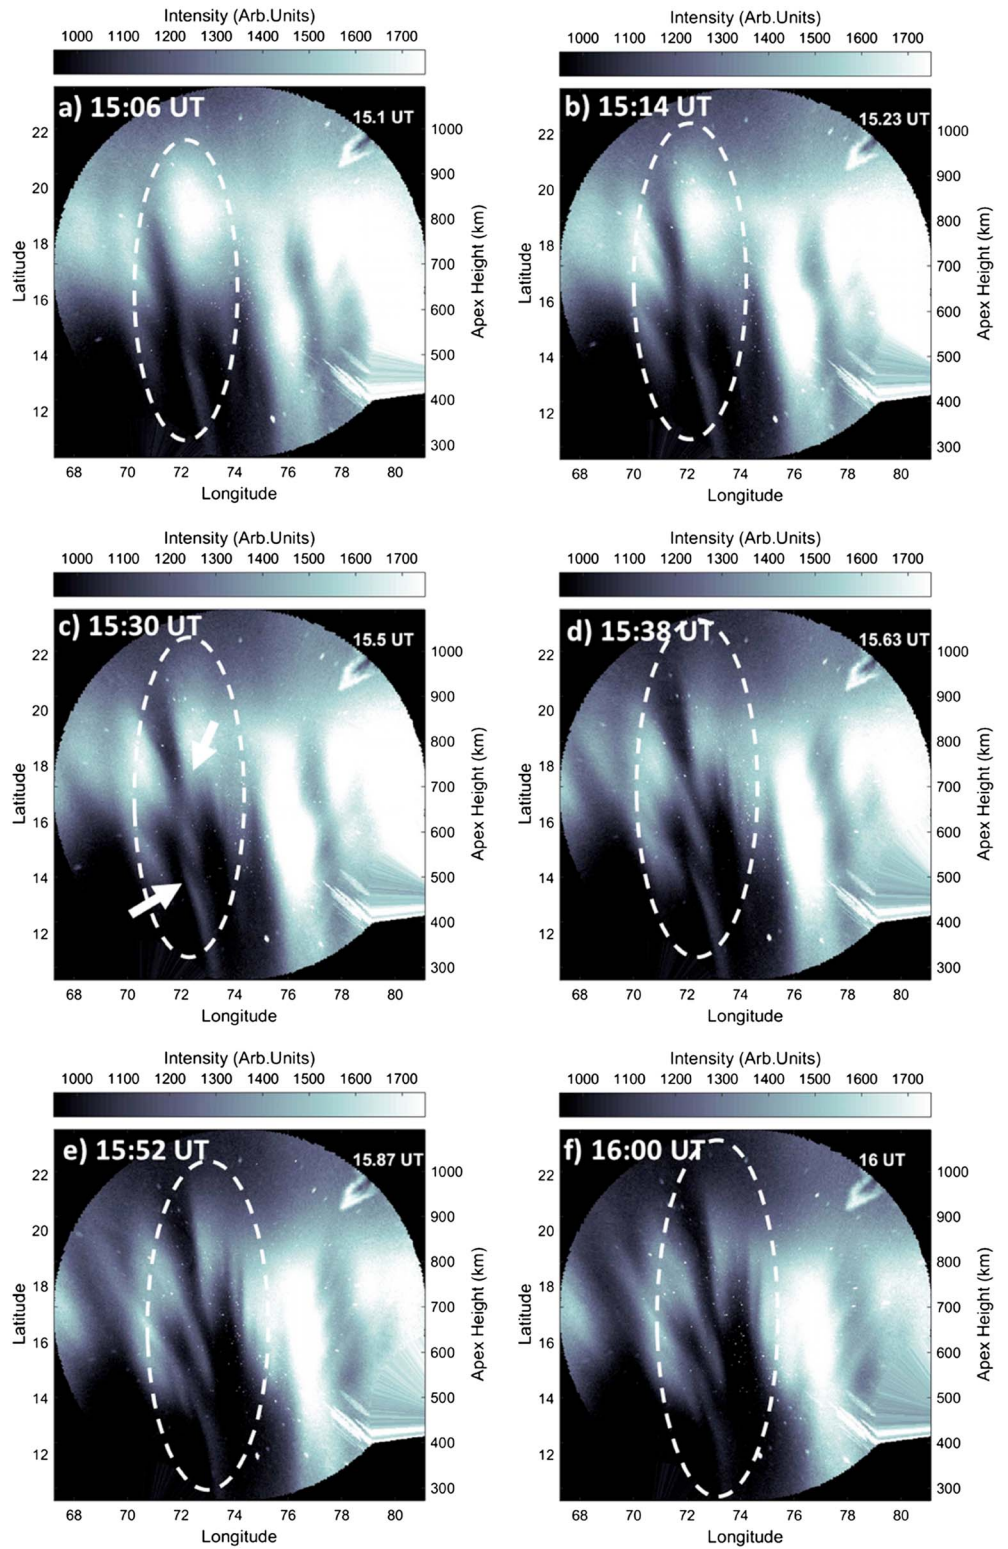 Intensity (Arb.Units)
1000 1100 1200 1300 1400 1500 1600 1700
a) 15:06 UT
15.1 UT
22
20
18
16
14
12
Latitude
1000
900
800
700
600
500
400
300
Apex Height (km)
68 70 72 74 76 78 80
Longitude
Intensity (Arb.Units)
1000 1100 1200 1300 1400 1500 1600 1700
b) 15:14 UT
15.23 UT
22
20
18
16
14
12
Latitude
1000
900
800
700
600
500
400
300
Apex Height (km)
68 70 72 74 76 78 80
Longitude
Intensity (Arb.Units)
1000 1100 1200 1300 1400 1500 1600 1700
c) 15:30 UT
15.5 UT
22
20
18
16
14
12
Latitude
1000
900
800
700
600
500
400
300
Apex Height (km)
68 70 72 74 76 78 80
Longitude
Intensity (Arb.Units)
1000 1100 1200 1300 1400 1500 1600 1700
d) 15:38 UT
15.63 UT
22
20
18
16
14
12
Latitude
1000
900
800
700
600
500
400
300
Apex Height (km)
68 70 72 74 76 78 80
Longitude
Intensity (Arb.Units)
1000 1100 1200 1300 1400 1500 1600 1700
e) 15:52 UT
15.87 UT
22
20
18
16
14
12
Latitude
1000
900
800
700
600
500
400
300
Apex Height (km)
68 70 72 74 76 78 80
Longitude
Intensity (Arb.Units)
1000 1100 1200 1300 1400 1500 1600 1700
f) 16:00 UT
16 UT
22
20
18
16
14
12
Latitude
1000
900
800
700
600
500
400
300
Apex Height (km)
68 70 72 74 76 78 80
Longitude